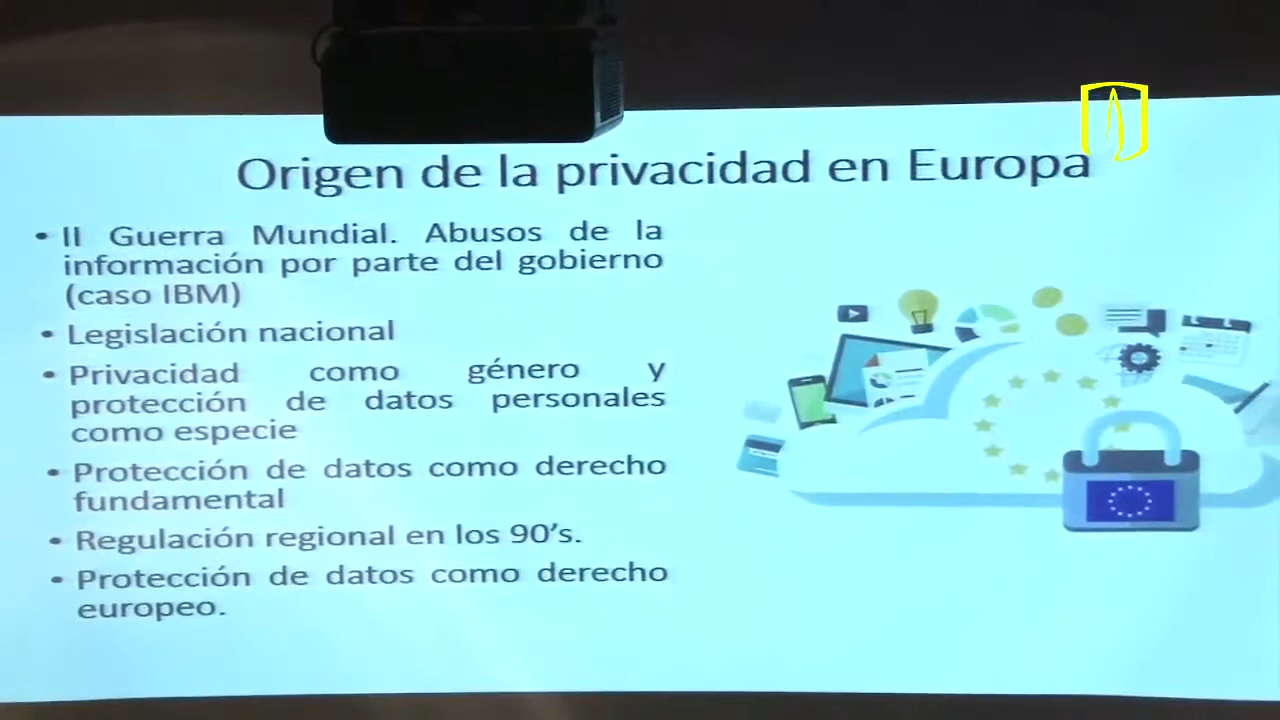 Origen de la privacidad en Europa
• II Guerra Mundial. Abusos de la
información por parte del gobierno
(caso IBM)
• Legislación nacional
• Privacidad como género y
protección de datos personales
como especie
• Protección de datos como derecho
fundamental
• Regulación regional en los 90's.
• Protección de datos como derecho
europeo.